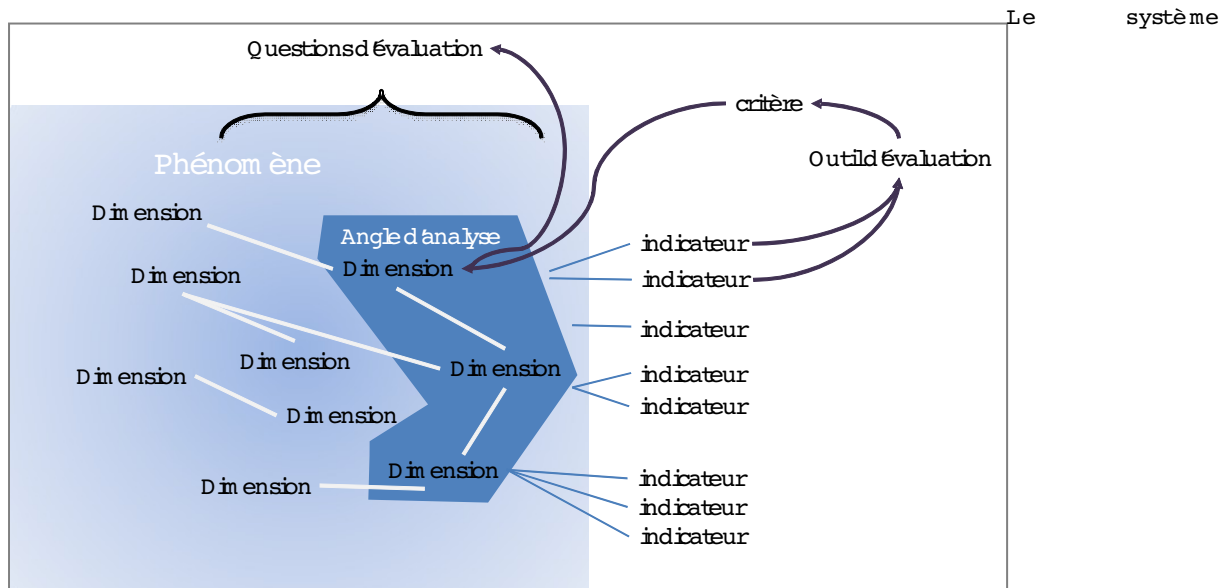 Le système
Questions d'évaluation
critère
Outil d'évaluation
Phénomène
Dimension
Angle d'analyse
Dimension
Dimension
Dimension
Dimension
Dimension
Dimension
Dimension
Dimension
indicateur
indicateur
indicateur
indicateur
indicateur
indicateur
indicateur
indicateur